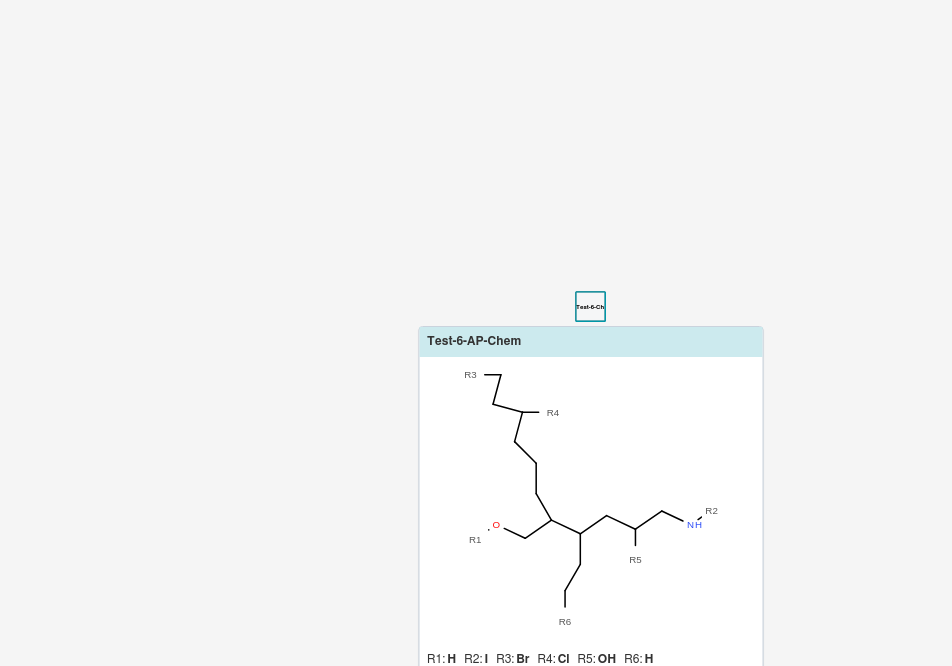 Test-6-Ch
Test-6-AP-Chem
R3
R4
R2
O
NH
R1
R5
R6
R1: H R2: I R3: Br R4: Cl R5: OH R6: H